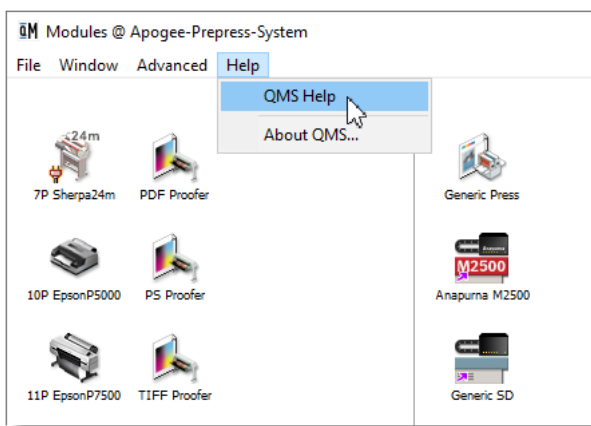 QM Modules @ Apogee-Prepress-System
File Window Advanced Help
QMS Help
About QMS...
24m
7P Sherpa24m PDF Proofer Generic Press
M2500
10P EpsonP5000 PS Proofer Anapurna M2500
11P EpsonP7500 TIFF Proofer Generic SD